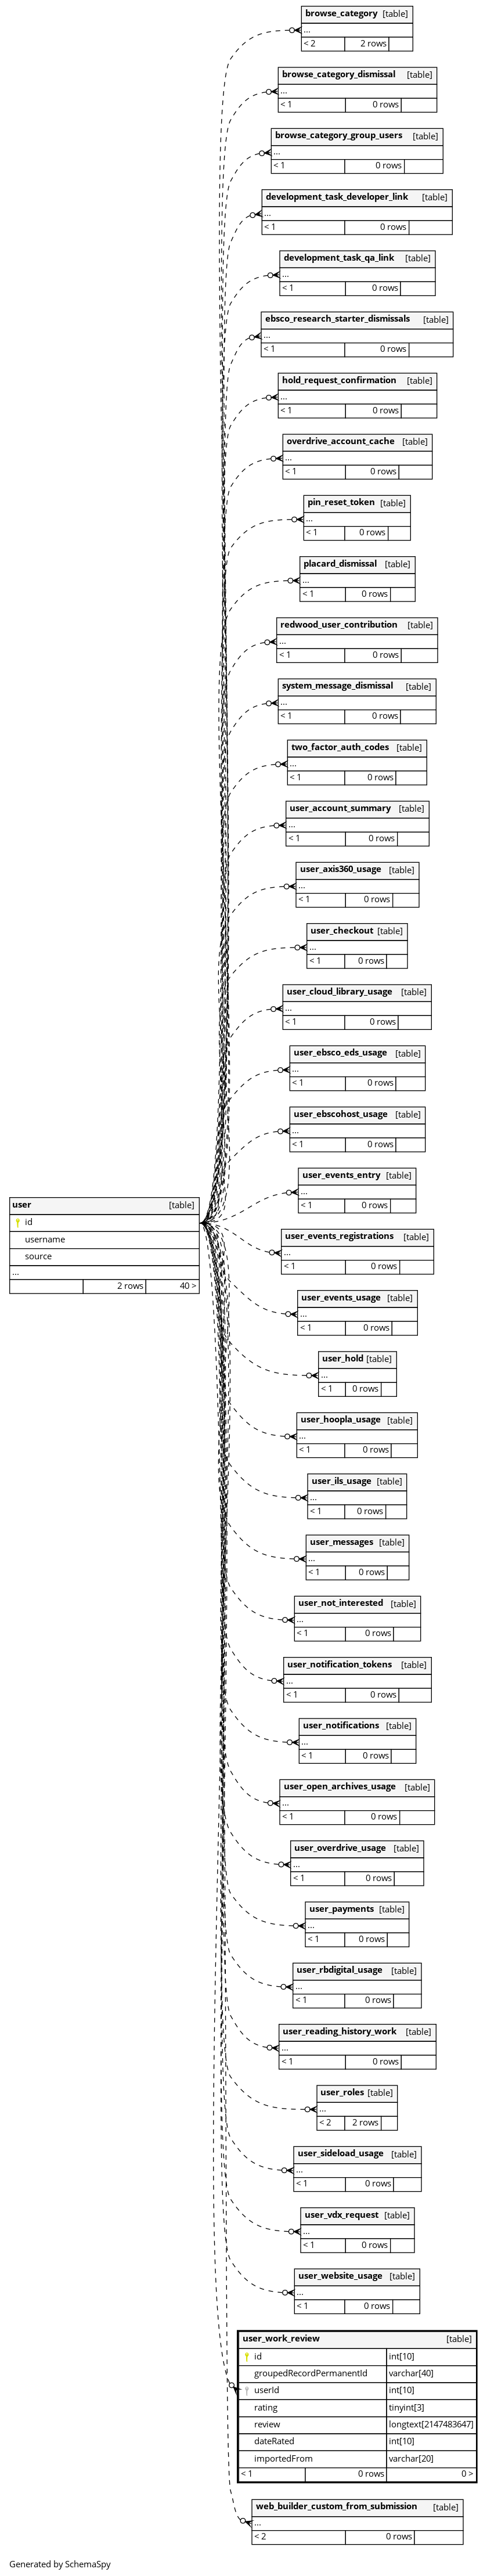 browse_category [table]
...
< 2 2 rows
browse_category_dismissal [table]
...
< 1 0 rows
browse_category_group_users [table]
...
< 1 0 rows
development_task_developer_link [table]
...
< 1 0 rows
development_task_qa_link [table]
...
< 1 0 rows
ebsco_research_starter_dismissals [table]
...
< 1 0 rows
hold_request_confirmation [table]
...
< 1 0 rows
overdrive_account_cache [table]
...
< 1 0 rows
pin_reset_token [table]
...
< 1 0 rows
placard_dismissal [table]
...
< 1 0 rows
redwood_user_contribution [table]
...
< 1 0 rows
system_message_dismissal [table]
...
< 1 0 rows
two_factor_auth_codes [table]
...
< 1 0 rows
user_account_summary [table]
...
< 1 0 rows
user_axis360_usage [table]
...
< 1 0 rows
user_checkout [table]
...
< 1 0 rows
user_cloud_library_usage [table]
...
< 1 0 rows
user_ebsco_eds_usage [table]
...
< 1 0 rows
user_ebscohost_usage [table]
...
< 1 0 rows
user_events_entry [table]
...
< 1 0 rows
user [table]
id
username
source
...
2 rows 40 >
user_events_registrations [table]
...
< 1 0 rows
user_events_usage [table]
...
< 1 0 rows
user_hold [table]
...
< 1 0 rows
user_hoopla_usage [table]
...
< 1 0 rows
user_ils_usage [table]
...
< 1 0 rows
user_messages [table]
...
< 1 0 rows
user_not_interested [table]
...
< 1 0 rows
user_notification_tokens [table]
...
< 1 0 rows
user_notifications [table]
...
< 1 0 rows
user_open_archives_usage [table]
...
< 1 0 rows
user_overdrive_usage [table]
...
< 1 0 rows
user_payments [table]
...
< 1 0 rows
user_rbdigital_usage [table]
...
< 1 0 rows
user_reading_history_work [table]
...
< 1 0 rows
user_roles [table]
...
< 2 2 rows
user_sideload_usage [table]
...
< 1 0 rows
user_vdx_request [table]
...
< 1 0 rows
user_website_usage [table]
...
< 1 0 rows
user_work_review [table]
id int[10]
groupedRecordPermanentId varchar[40]
userId int[10]
rating tinyint[3]
review longtext[2147483647]
dateRated int[10]
importedFrom varchar[20]
< 1 0 rows 0 >
web_builder_custom_from_submission [table]
...
< 2 0 rows
Generated by SchemaSpy